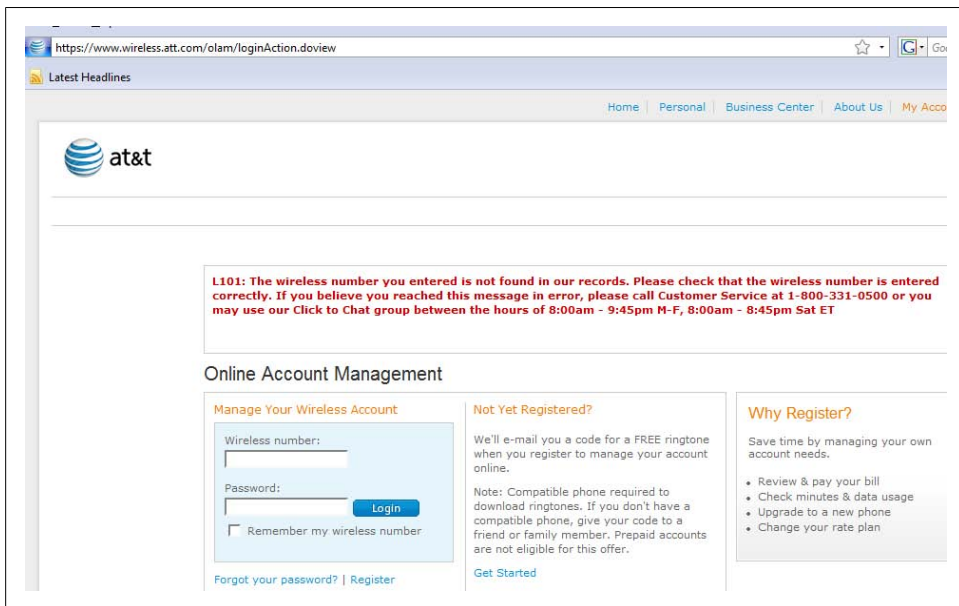 https://www.wireless.att.com/olam/loginAction.doview
G
Latest Headlines
Home | Personal | Business Center | About Us | My Acco
at&t
L101: The wireless number you entered is not found in our records. Please check that the wireless number is entered
correctly. If you believe you reached this message in error, please call Customer Service at 1-800-331-0500 or you
may use our Click to Chat group between the hours of 8:00am - 9:45pm M-F, 8:00am - 8:45pm Sat ET
Online Account Management
Manage Your Wireless Account
Wireless number:
Password:
Login
Remember my wireless number
Forgot your password? | Register
Not Yet Registered?
We'll e-mail you a code for a FREE ringtone
when you register to manage your account
online.
Note: Compatible phone required to
download ringtones. If you don't have a
compatible phone, give your code to a
friend or family member. Prepaid accounts
are not eligible for this offer.
Get Started
Why Register?
Save time by managing your own
account needs.
• Review & pay your bill
• Check minutes & data usage
• Upgrade to a new phone
• Change your rate plan